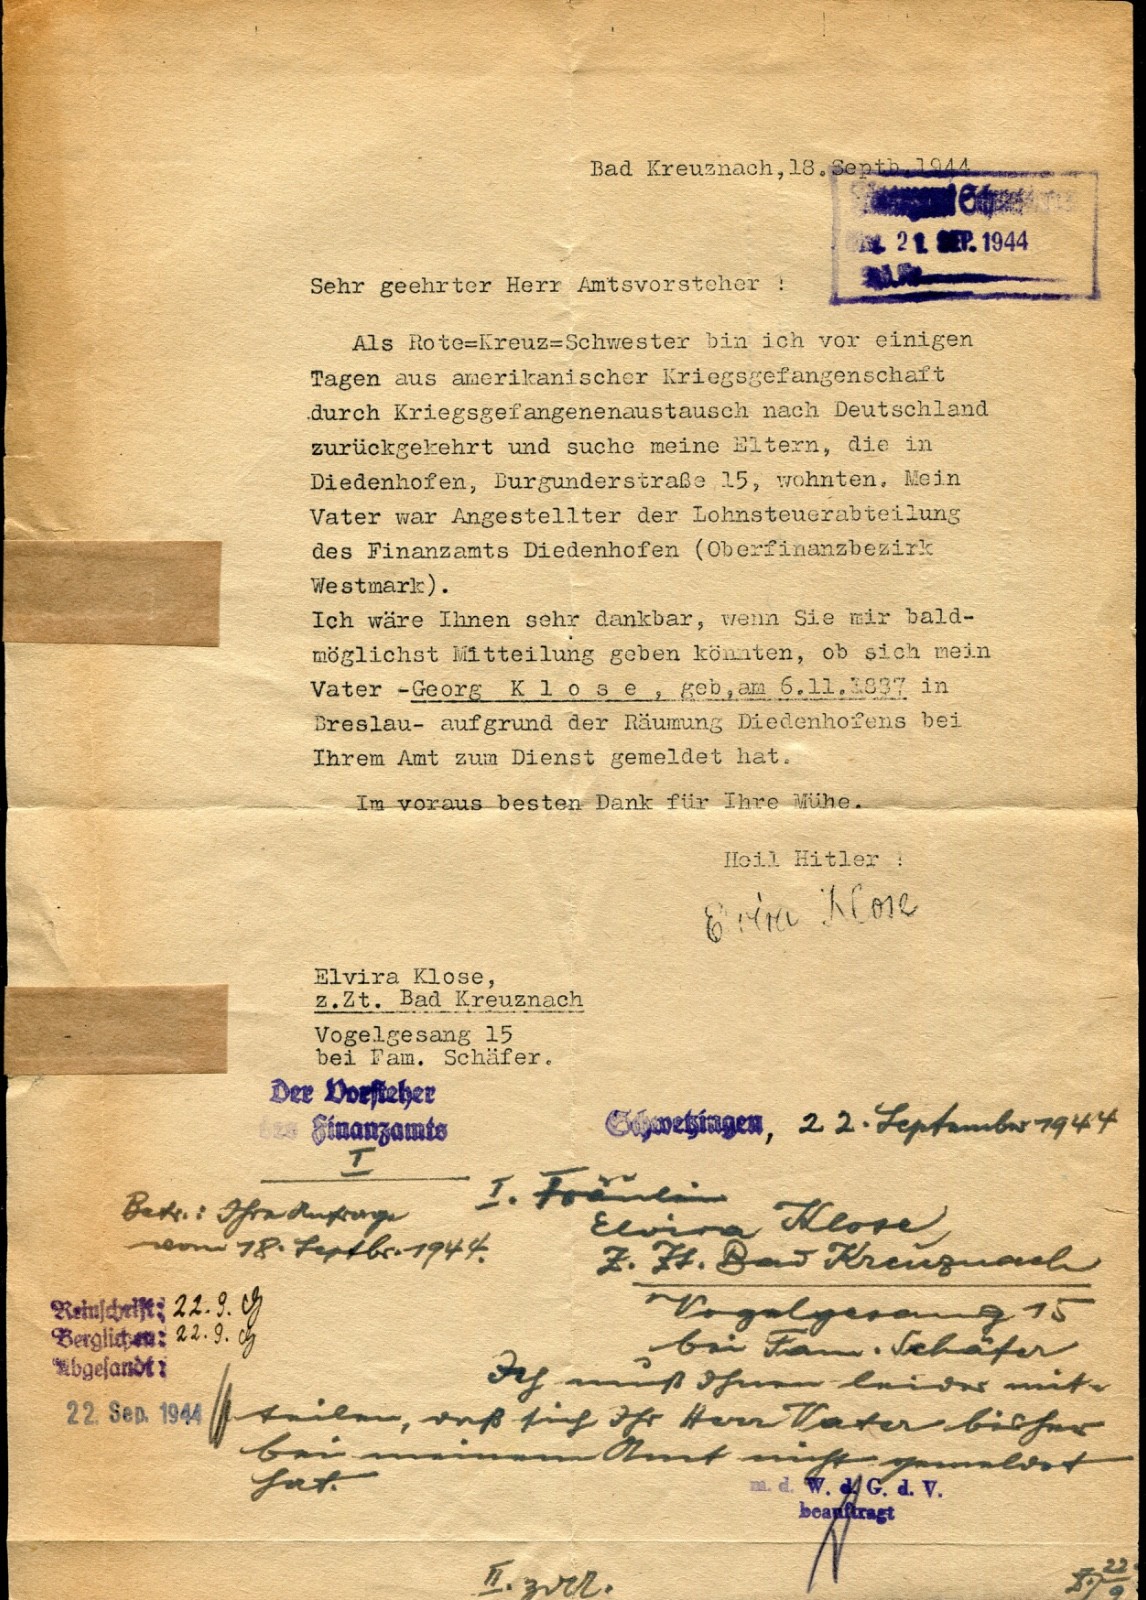 Bad Kreuznach,18.Septb.1944
21. SEP. 1944
Sehr geehrter Herr Amtsvorsteher !
Als Rote=Kreuz=Schwester bin ich vor einigen
Tagen aus amerikanischer Kriegsgefangenschaft
durch Kriegsgefangenenaustausch nach Deutschland
zurückgekehrt und suche meine Eltern, die in
Diedenhofen, Burgunderstraße 15, wohnten. Mein
Vater war Angestellter der Lohnsteuerabteilung
des Finanzamts Diedenhofen (Oberfinanzbezirk
Westmark).
Ich wäre Ihnen sehr dankbar, wenn Sie mir bald-
möglichst Mitteilung geben könnten, ob sich mein
Vater -Georg K l o s e , geb,am 6.11.1887 in
Breslau- aufgrund der Räumung Diedenhofens bei
Ihrem Amt zum Dienst gemeldet hat.
Im voraus besten Dank für Ihre Mühe.
Heil Hitler !
Elvira Klose
Elvira Klose,
z.Zt. Bad Kreuznach
Vogelgesang 15
bei Fam. Schäfer.
Der Vorsteher
des Finanzamts
I
Schwetzingen, 22. September 1944
Betr.: Ihre Anfrage
vom 18. Septbr. 1944.
I. Fräulein
Elvira Klose,
z. Zt. Bad Kreuznach
Vogelgesang 15
bei Fam. Schäfer
Reinschrift: 22.9.
Verglichen: 22.9.
Abgesandt:
22. Sep. 1944
Ich muß Ihnen leider mit-
teilen, daß sich Ihr Herr Vater bisher
bei meinem Amt nicht gemeldet
hat.
m. d. W. d. G. d. V.
beauftragt
II.
22/9